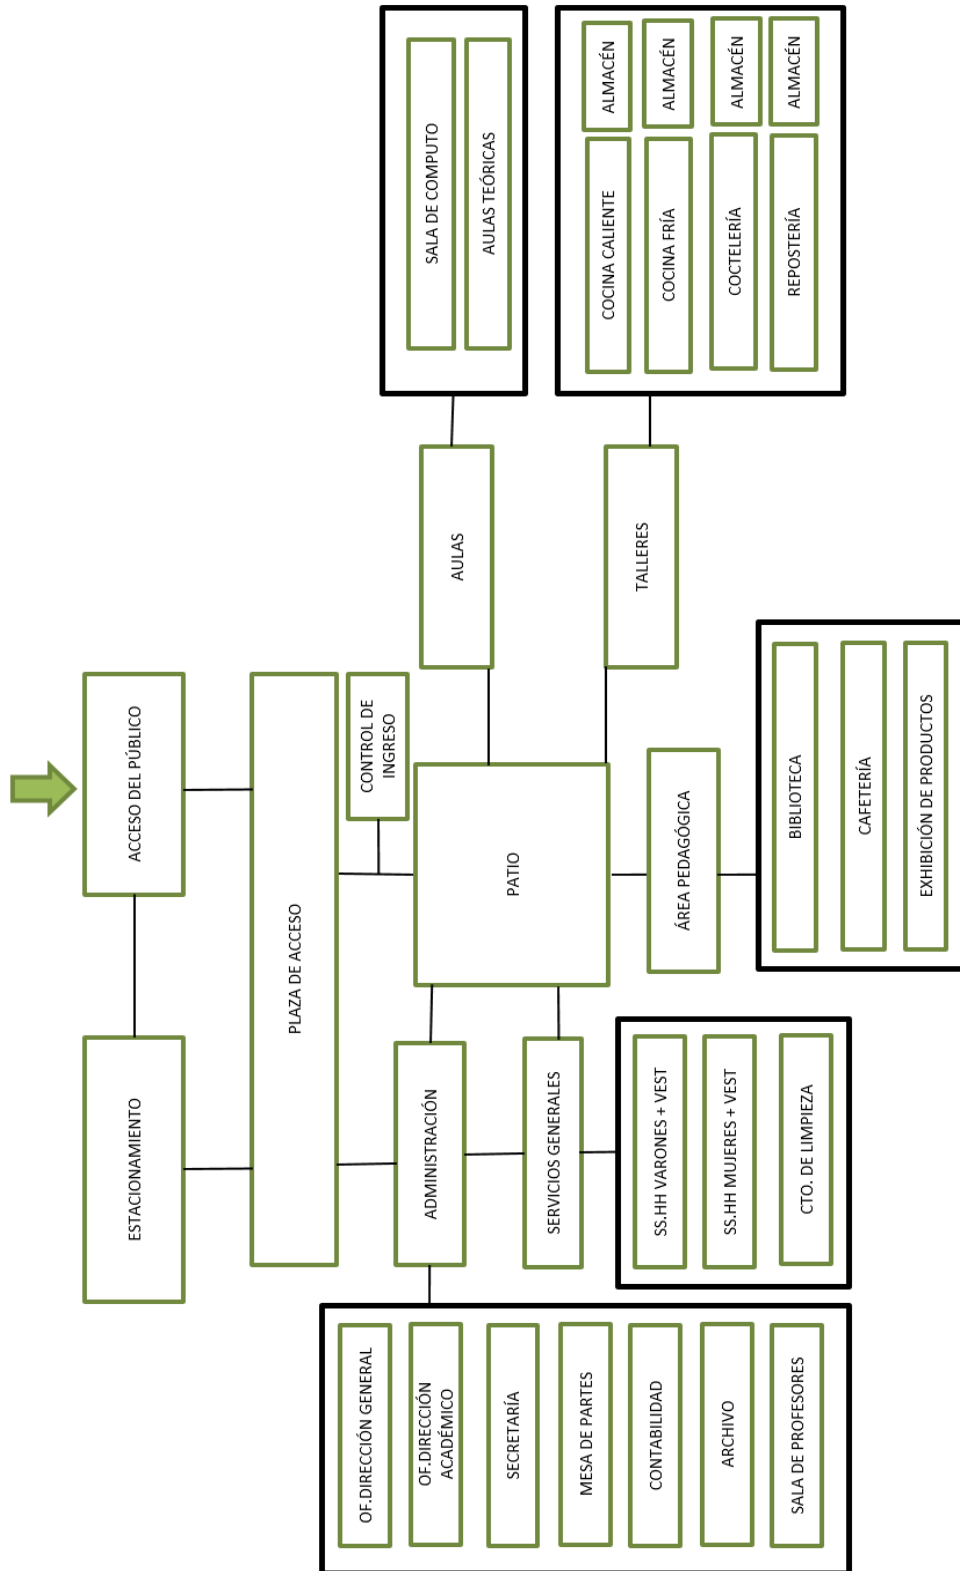 ESTACIONAMIENTO
ACCESO DEL PÚBLICO
PLAZA DE ACCESO
CONTROL DE
INGRESO
OF.DIRECCIÓN GENERAL
OF.DIRECCIÓN
ACADÉMICO
SECRETARÍA
MESA DE PARTES
CONTABILIDAD
ARCHIVO
SALA DE PROFESORES
ADMINISTRACIÓN
SERVICIOS GENERALES
SS.HH VARONES + VEST
SS.HH MUJERES + VEST
CTO. DE LIMPIEZA
PATIO
ÁREA PEDAGÓGICA
BIBLIOTECA
CAFETERÍA
EXHIBICIÓN DE PRODUCTOS
AULAS
TALLERES
SALA DE COMPUTO
AULAS TEÓRICAS
COCINA CALIENTE
ALMACÉN
COCINA FRÍA
ALMACÉN
COCTELERÍA
ALMACÉN
REPOSTERÍA
ALMACÉN